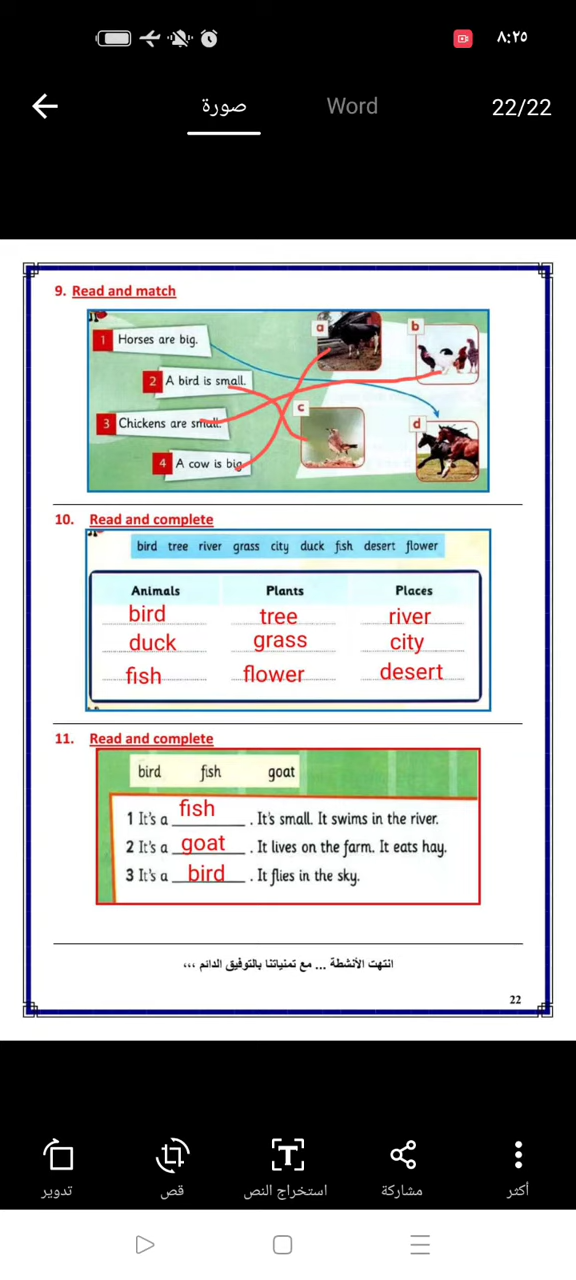 ٨:٢٥
صورة
Word
22/22
9. Read and match
1 Horses are big.
2 A bird is small.
3 Chickens are small.
4 A cow is big.
a
b
c
d
10. Read and complete
bird tree river grass city duck fish desert flower
Animals Plants Places
bird tree river
duck grass city
fish flower desert
11. Read and complete
bird fish goat
1 It's a fish. It's small. It swims in the river.
2 It's a goat. It lives on the farm. It eats hay.
3 It's a bird. It flies in the sky.
انتهت الأنشطة ... مع تمنياتنا بالتوفيق الدائم ،،،
22
تدوير
قص
استخراج النص
مشاركة
أكثر